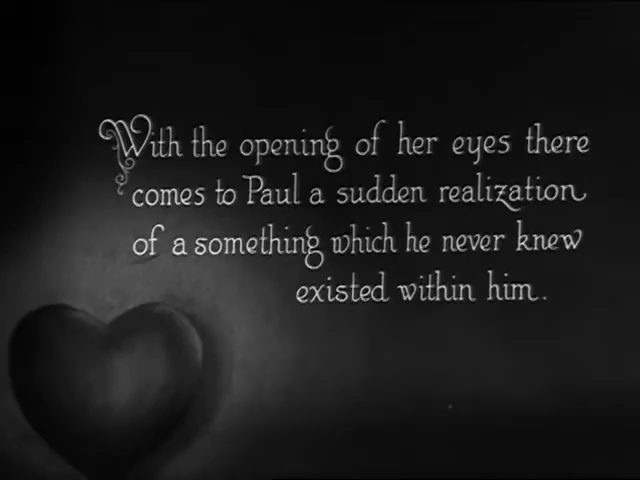 With the opening of her eyes there
comes to Paul a sudden realization
of a something which he never knew
existed within him.